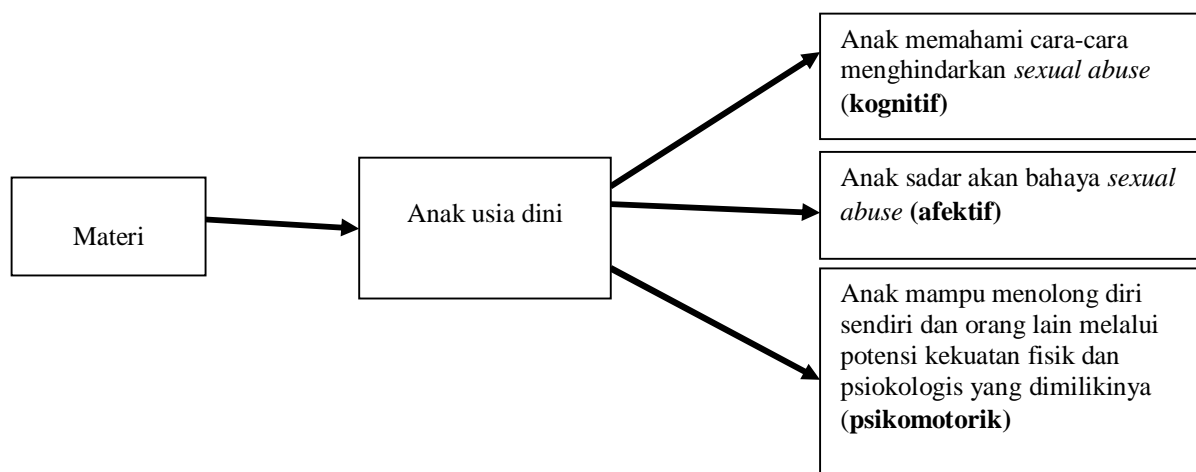 Materi
Anak usia dini
Anak memahami cara-cara
menghindarkan sexual abuse
(kognitif)
Anak sadar akan bahaya sexual
abuse (afektif)
Anak mampu menolong diri
sendiri dan orang lain melalui
potensi kekuatan fisik dan
psiokologis yang dimilikinya
(psikomotorik)